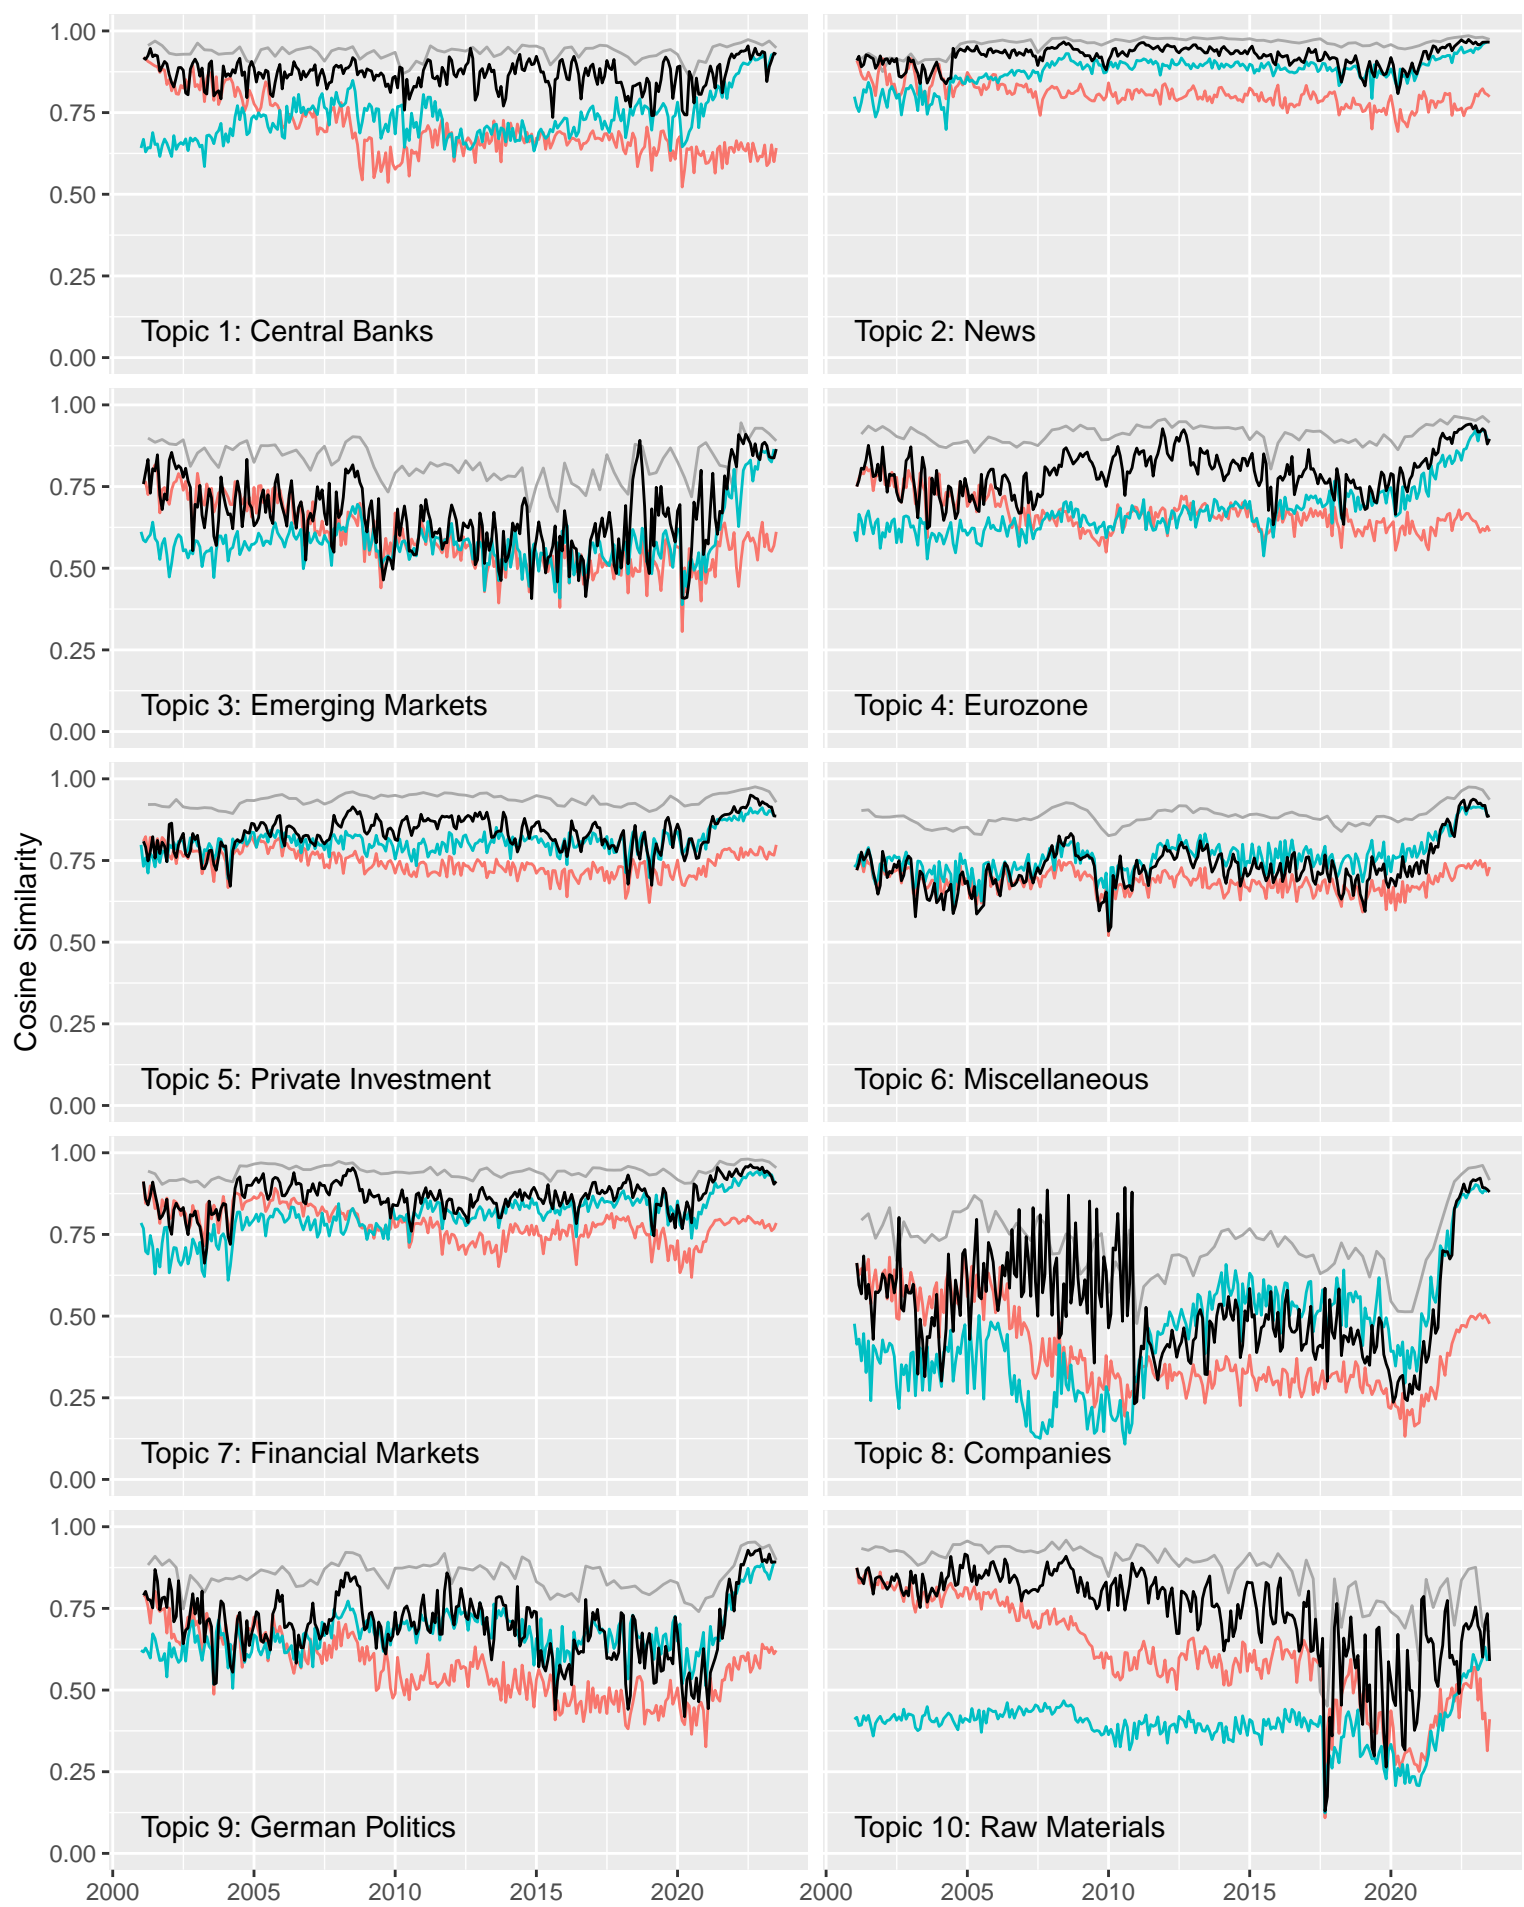 1.00
0.75
0.50
0.25
0.00
Topic 1: Central Banks
Topic 2: News
1.00
0.75
0.50
0.25
0.00
Topic 3: Emerging Markets
Topic 4: Eurozone
Cosine Similarity
1.00
0.75
0.50
0.25
0.00
Topic 5: Private Investment
Topic 6: Miscellaneous
1.00
0.75
0.50
0.25
0.00
Topic 7: Financial Markets
Topic 8: Companies
1.00
0.75
0.50
0.25
0.00
Topic 9: German Politics
Topic 10: Raw Materials
2000 2005 2010 2015 2020
2000 2005 2010 2015 2020